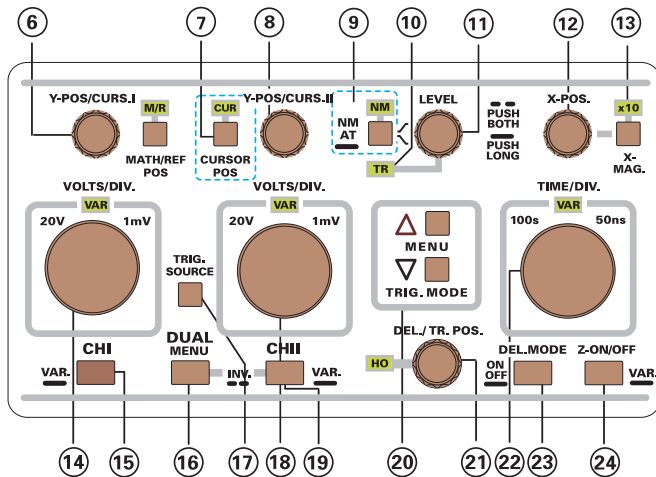 6 7 8 9 10 11 12 13
Y-POS/CURS.I
M/R
MATH/REF
POS
CUR
CURSOR
POS
Y-POS/CURS.II
NM
AT
NM
TR
LEVEL
PUSH
BOTH
PUSH
LONG
X-POS.
x10
X-
MAG.
VOLTS/DIV.
VAR
20V 1mV
TRIG.
SOURCE
VOLTS/DIV.
VAR
20V 1mV
MENU
TRIG. MODE
TIME/DIV.
VAR
100s 50ns
CHI
VAR.
DUAL
MENU
INV.
CHII
VAR.
DEL./ TR. POS.
HO
ON
OFF
DEL.MODE
Z-ON/OFF
VAR.
14 15 16 17 18 19 20 21 22 23 24